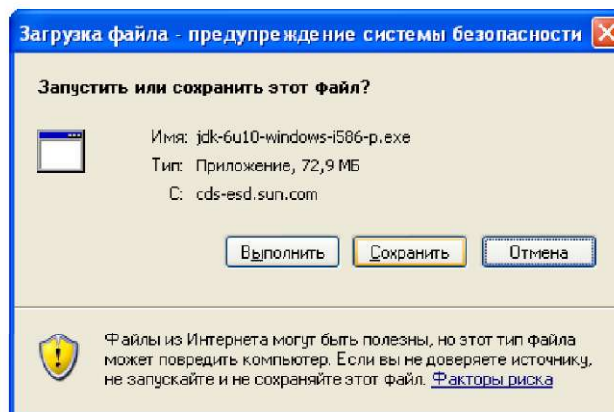 Загрузка файла - предупреждение системы безопасности
Запустить или сохранить этот файл?
Имя: jdk-6u10-windows-i586-p.exe
Тип: Приложение, 72,9 МБ
С: cds-esd.sun.com
Выполнить Сохранить Отмена
Файлы из Интернета могут быть полезны, но этот тип файла
может повредить компьютер. Если вы не доверяете источнику,
не запускайте и не сохраняйте этот файл. Факторы риска